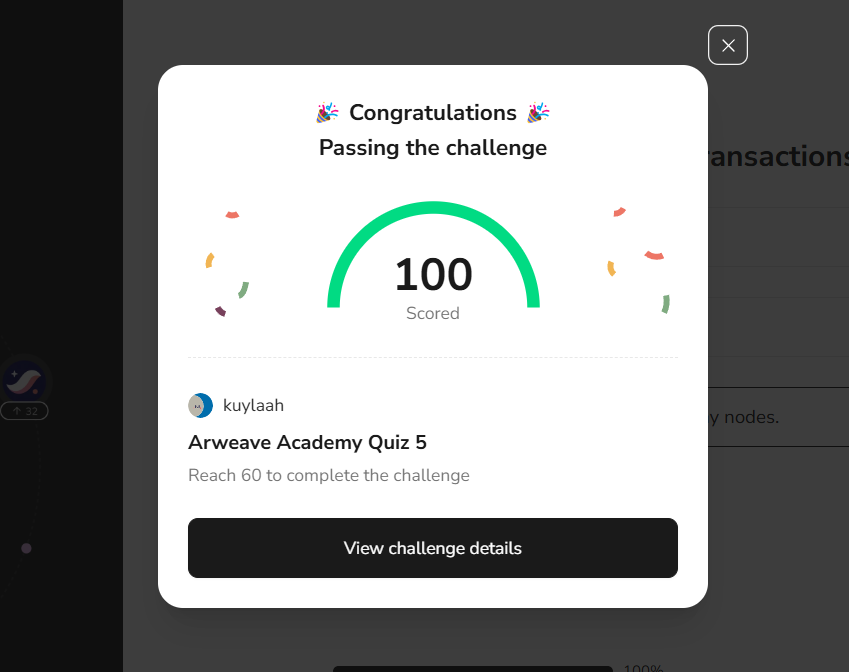 🎉 Congratulations 🎉
Passing the challenge
ransactions
100
Scored
↑ 32
kuylaah
y nodes.
Arweave Academy Quiz 5
Reach 60 to complete the challenge
View challenge details
100%